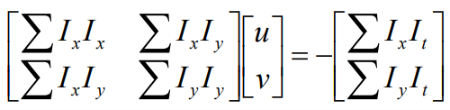 [∑IₓIₓ ∑IₓI_y] [u] = −[∑IₓIₜ]
[∑IₓI_y ∑I_yI_y] [v] [∑I_yIₜ]